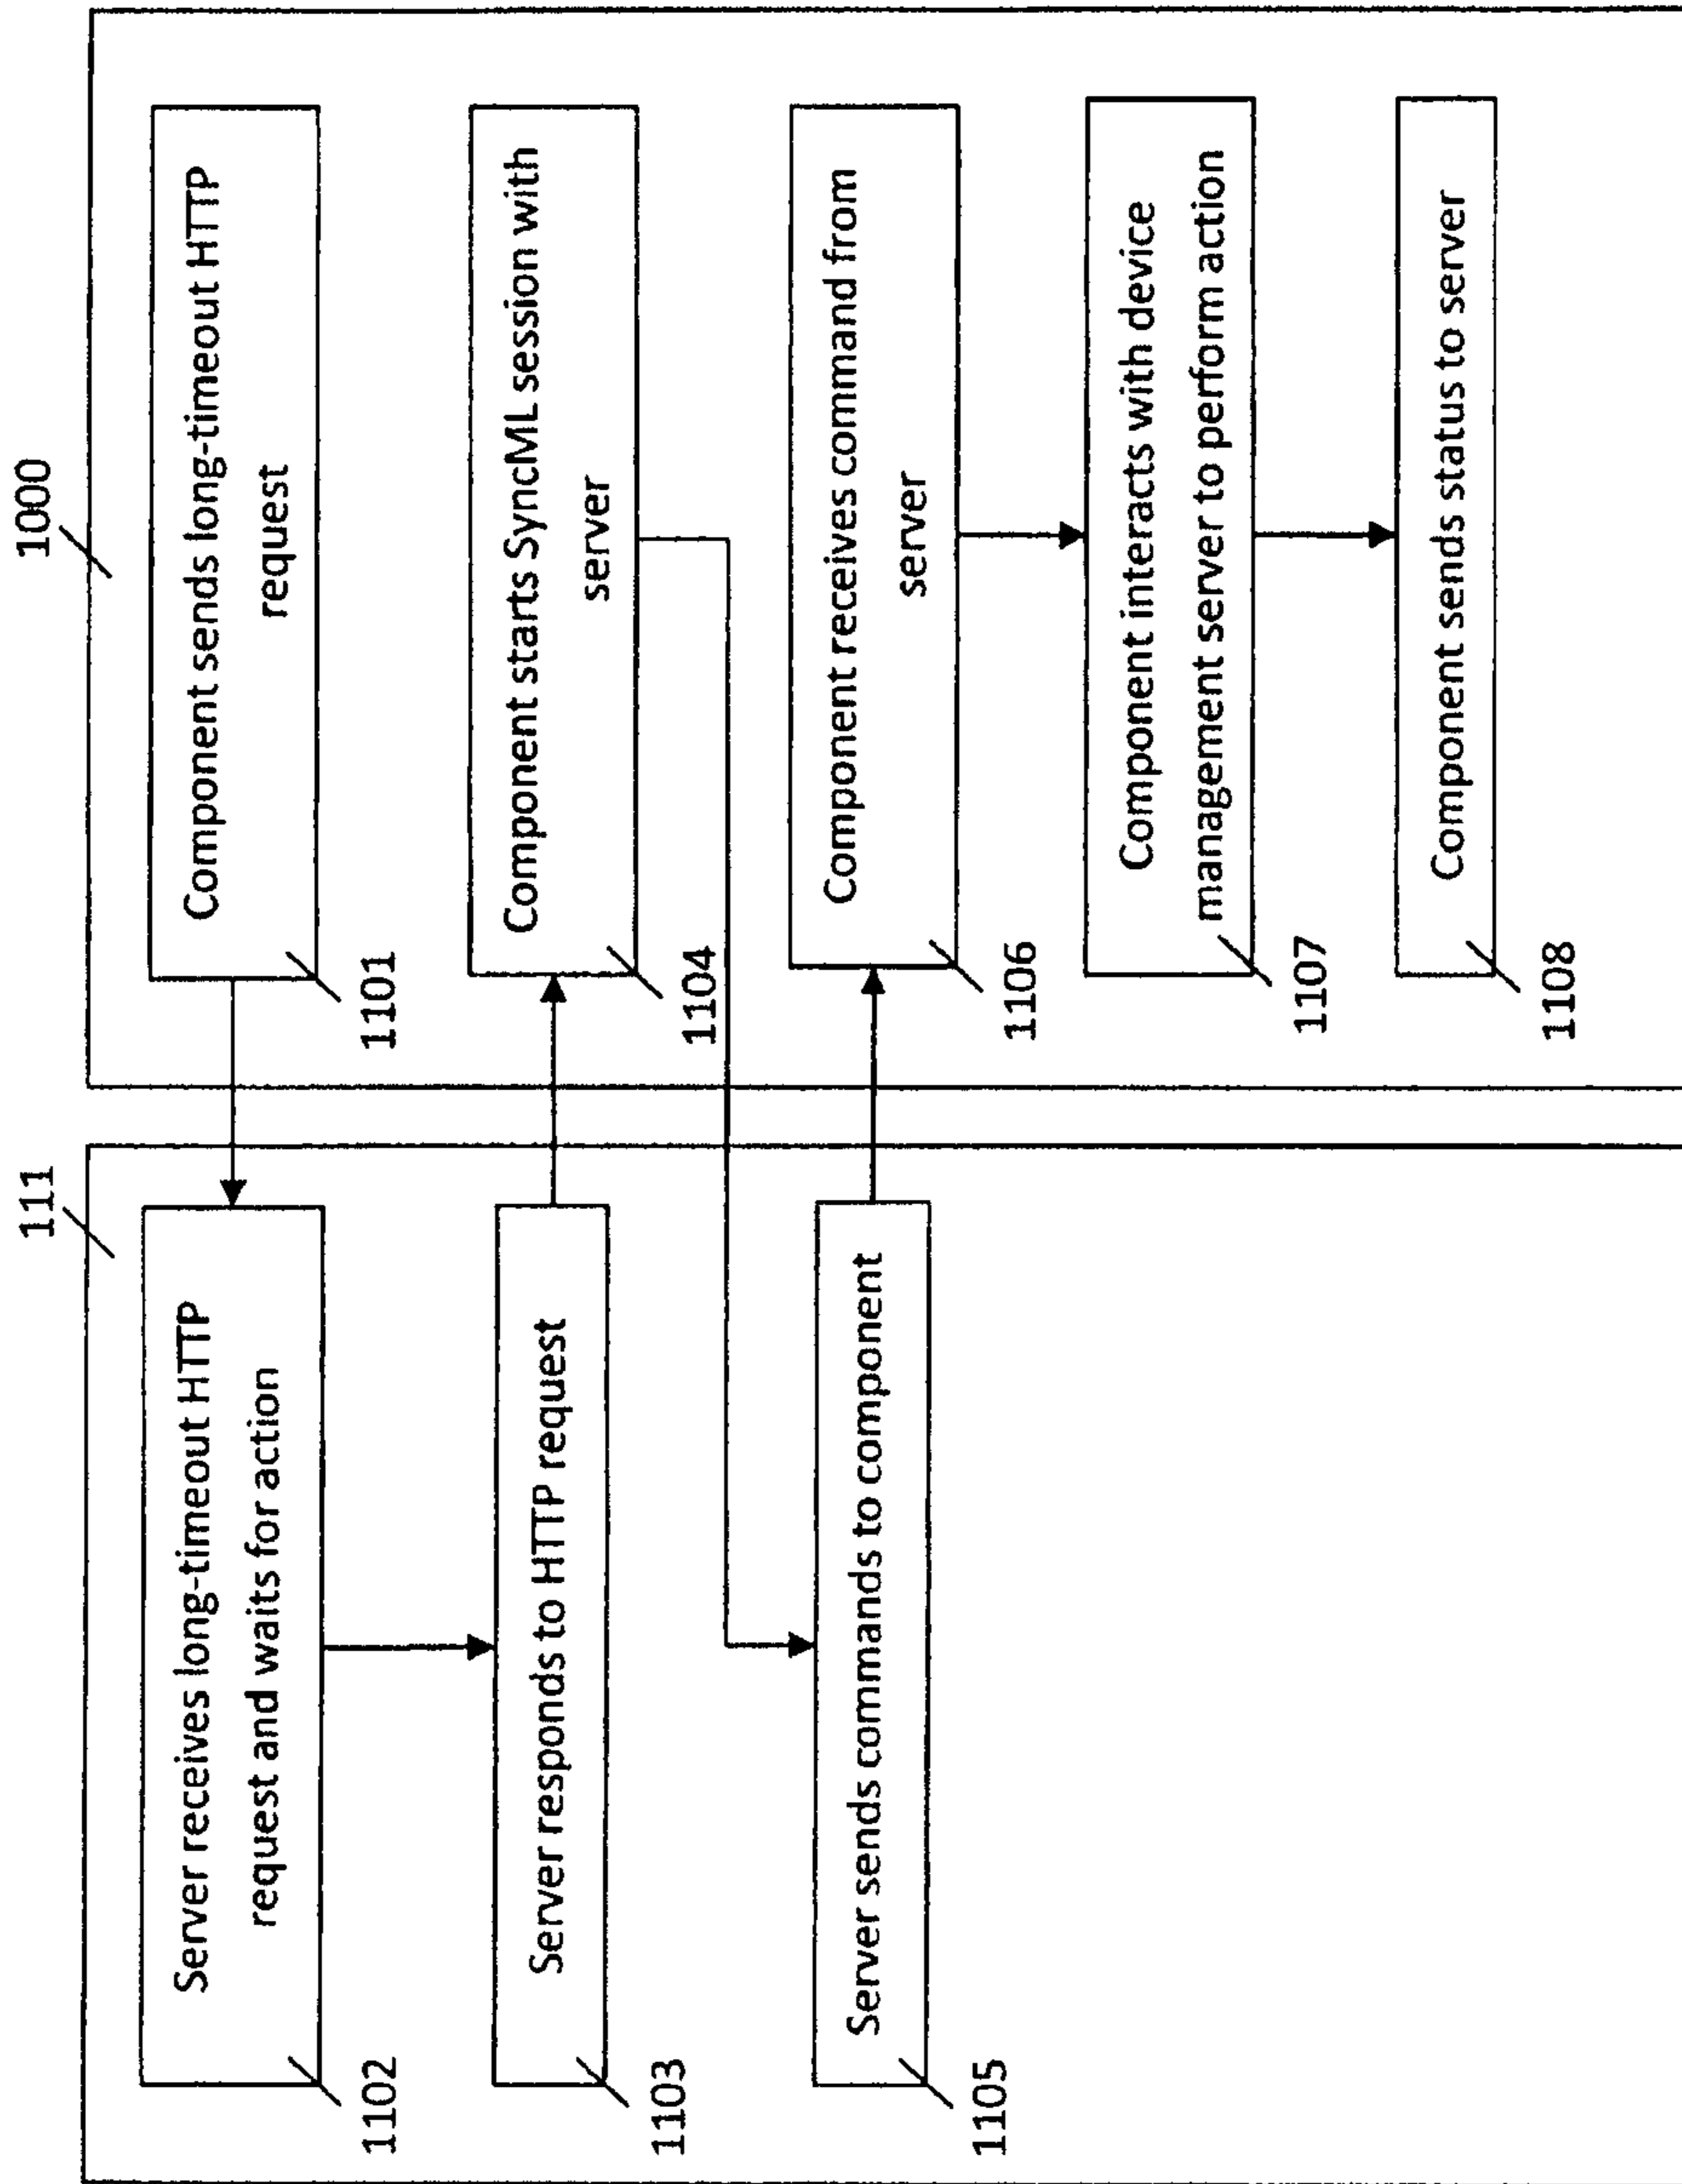 111
1000
Server receives long-timeout HTTP
request and waits for action
1102
Component sends long-timeout HTTP
request
1101
Server responds to HTTP request
1103
Component starts SyncML session with
server
1104
Server sends commands to component
1105
Component receives command from
server
1106
Component interacts with device
management server to perform action
1107
Component sends status to server
1108